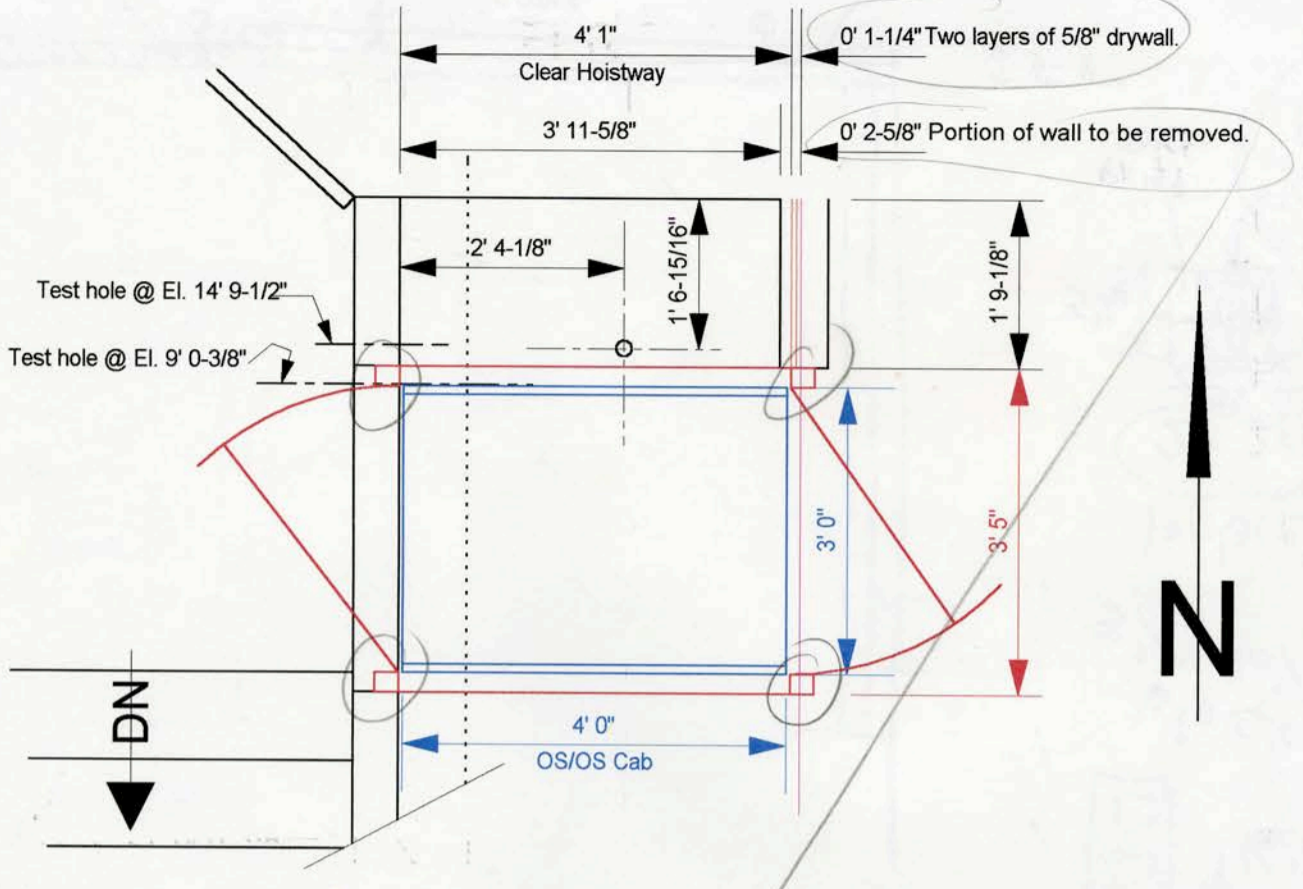 4' 1"
Clear Hoistway
0' 1-1/4" Two layers of 5/8" drywall.
3' 11-5/8"
0' 2-5/8" Portion of wall to be removed.
2' 4-1/8"
1' 6-15/16"
1' 9-1/8"
Test hole @ El. 14' 9-1/2"
Test hole @ El. 9' 0-3/8"
3' 0"
3' 5"
N
DN
4' 0"
OS/OS Cab